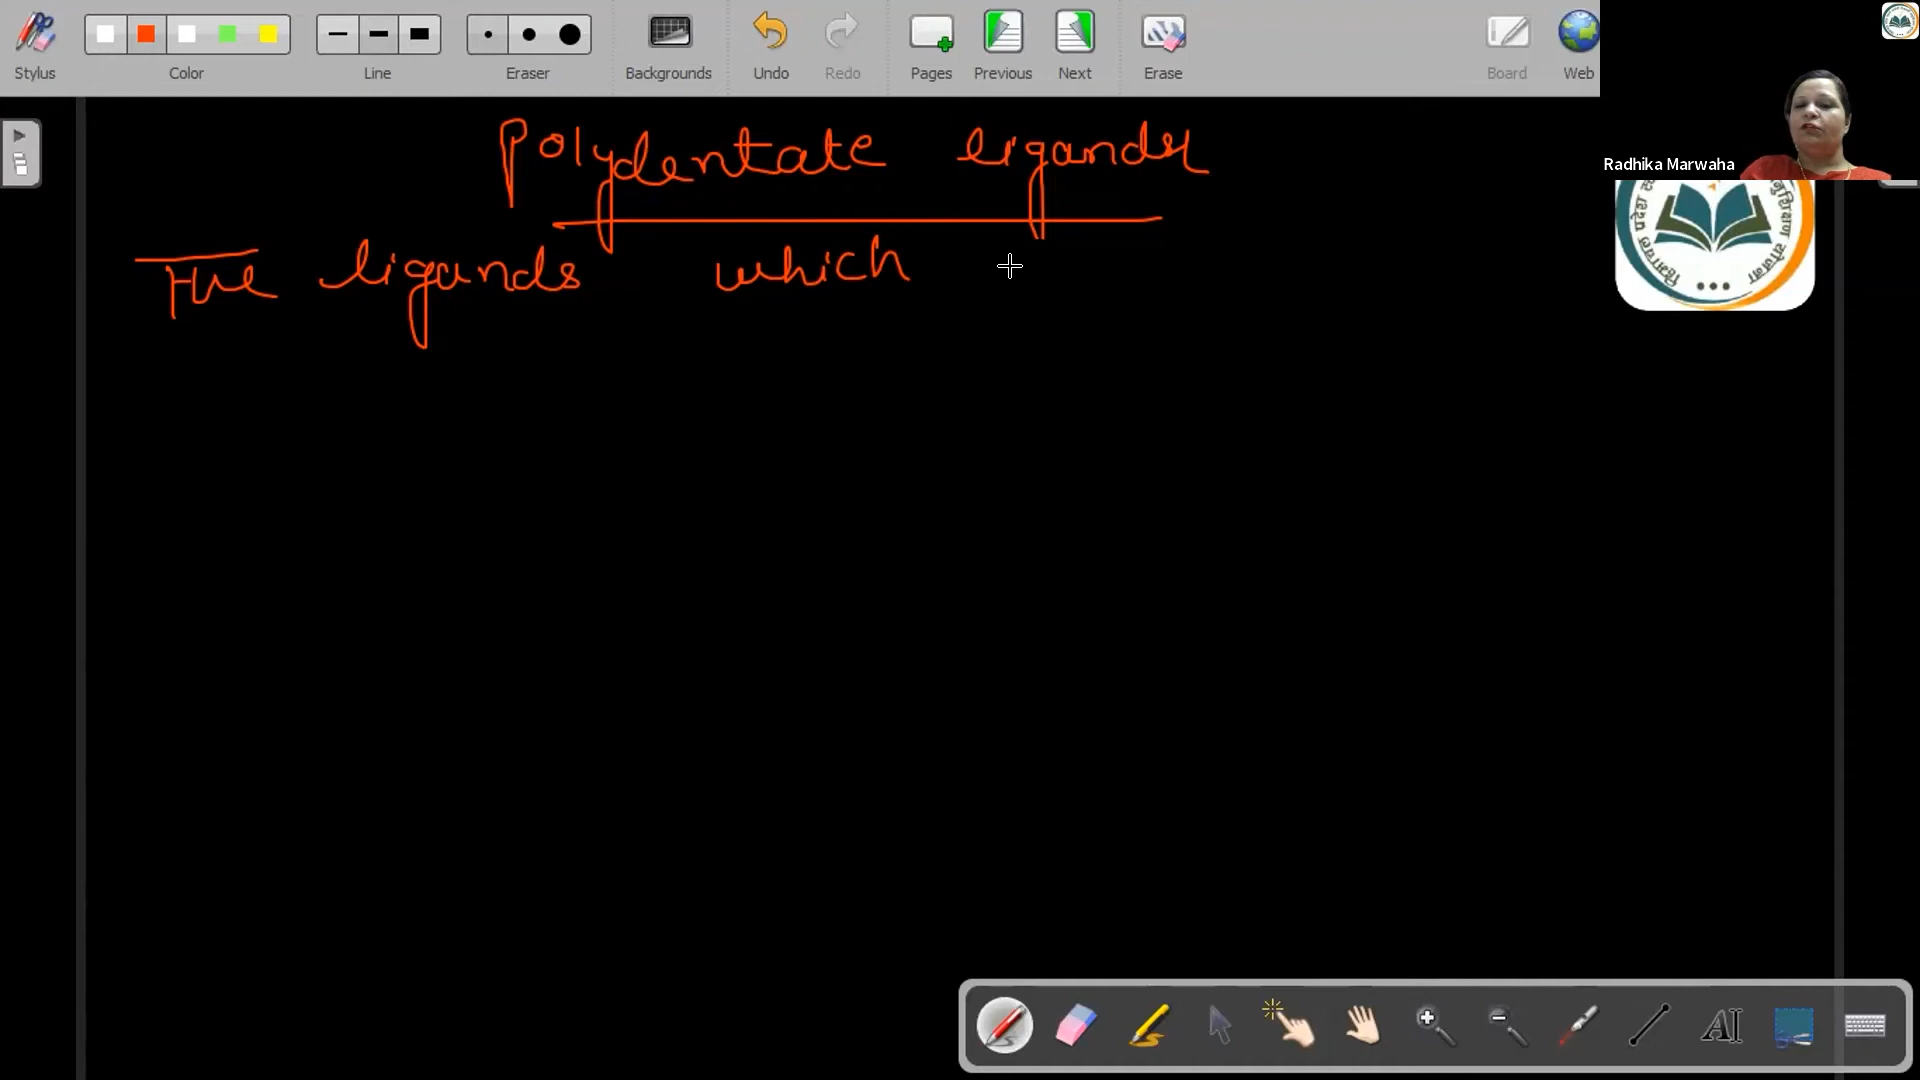 Stylus Color Line Eraser Backgrounds Undo Redo Pages Previous Next Erase Board Web
Radhika Marwaha
Polydentate ligands
The ligands which